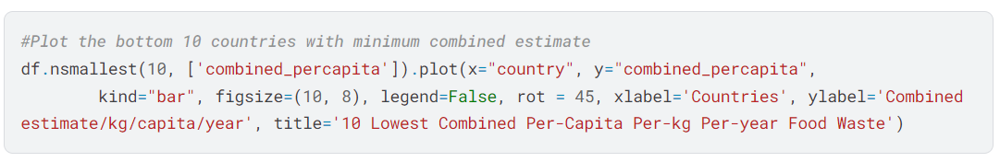 #Plot the bottom 10 countries with minimum combined estimate
df.nsmallest(10, ['combined_percapita']).plot(x="country", y="combined_percapita",
        kind="bar", figsize=(10, 8), legend=False, rot = 45, xlabel='Countries', ylabel='Combined
estimate/kg/capita/year', title='10 Lowest Combined Per-Capita Per-kg Per-year Food Waste')